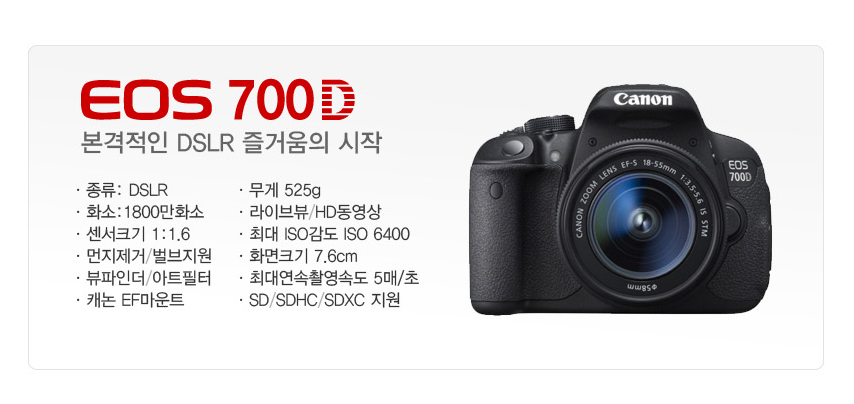 EOS 700D
본격적인 DSLR 즐거움의 시작
· 종류: DSLR
· 화소:1800만화소
· 센서크기 1:1.6
· 먼지제거/벌브지원
· 뷰파인더/아트필터
· 캐논 EF마운트
· 무게 525g
· 라이브뷰/HD동영상
· 최대 ISO감도 ISO 6400
· 화면크기 7.6cm
· 최대연속촬영속도 5매/초
· SD/SDHC/SDXC 지원
Canon
EOS
700D
CANON ZOOM LENS EF-S 18-55mm 1:3.5-5.6 IS STM
Φ58mm